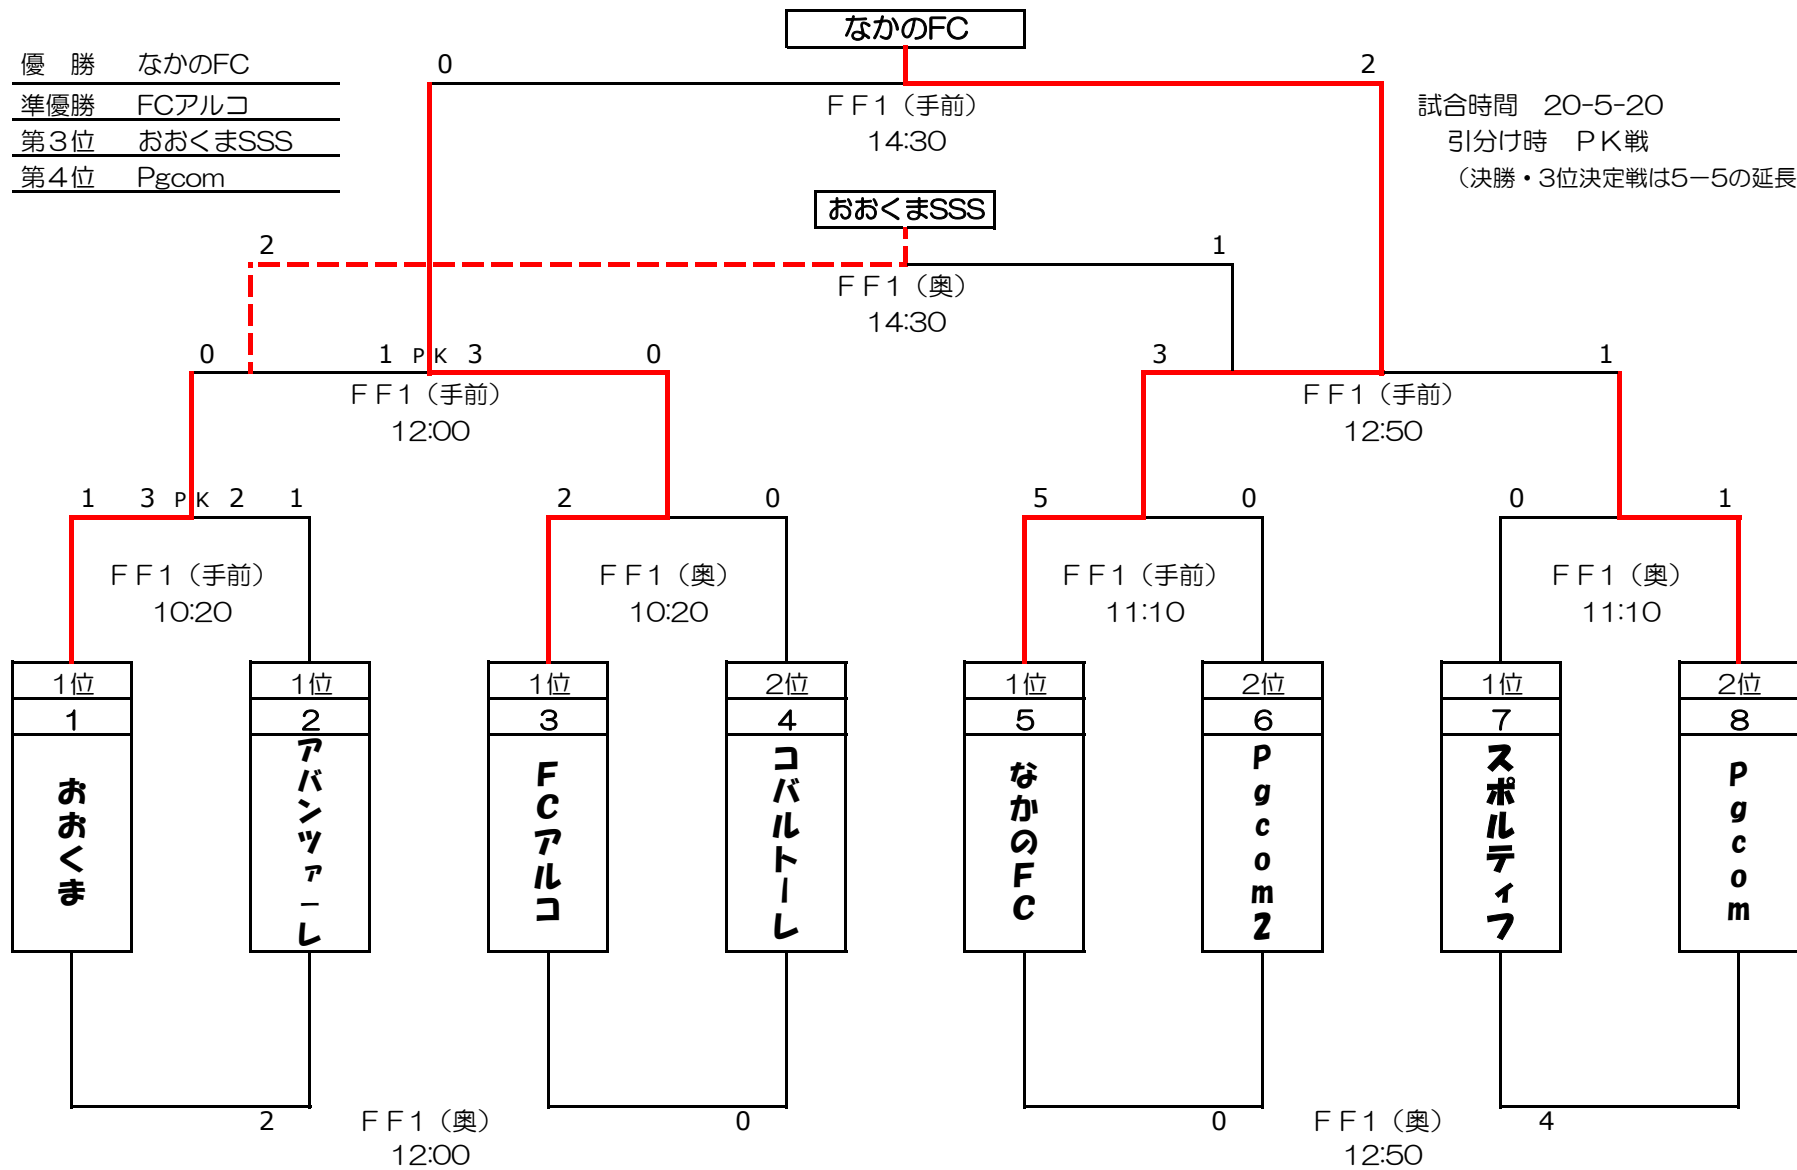 なかのFC
優　勝　なかのFC
準優勝　FCアルコ
第３位　おおくまSSS
第４位　Pgcom
0
2
ＦＦ１（手前）
14:30
試合時間　20-5-20
引分け時　ＰＫ戦
（決勝・3位決定戦は5ー5の延長
おおくまSSS
2
1
ＦＦ１（奥）
14:30
0
1 ＰＫ 3
0
3
1
ＦＦ１（手前）
12:00
ＦＦ１（手前）
12:50
1 3 ＰＫ 2 1
2
0
5
0
0
1
ＦＦ１（手前）
10:20
ＦＦ１（奥）
10:20
ＦＦ１（手前）
11:10
ＦＦ１（奥）
11:10
1位
1位
1位
2位
1位
2位
1位
2位
1
2
3
4
5
6
7
8
おおくま
アバンツァーレ
ＦＣアルコ
コバルトーレ
なかのＦＣ
Ｐｇｃｏｍ２
スポルティフ
Ｐｇｃｏｍ
2
ＦＦ１（奥）
12:00
0
0
ＦＦ１（奥）
12:50
4